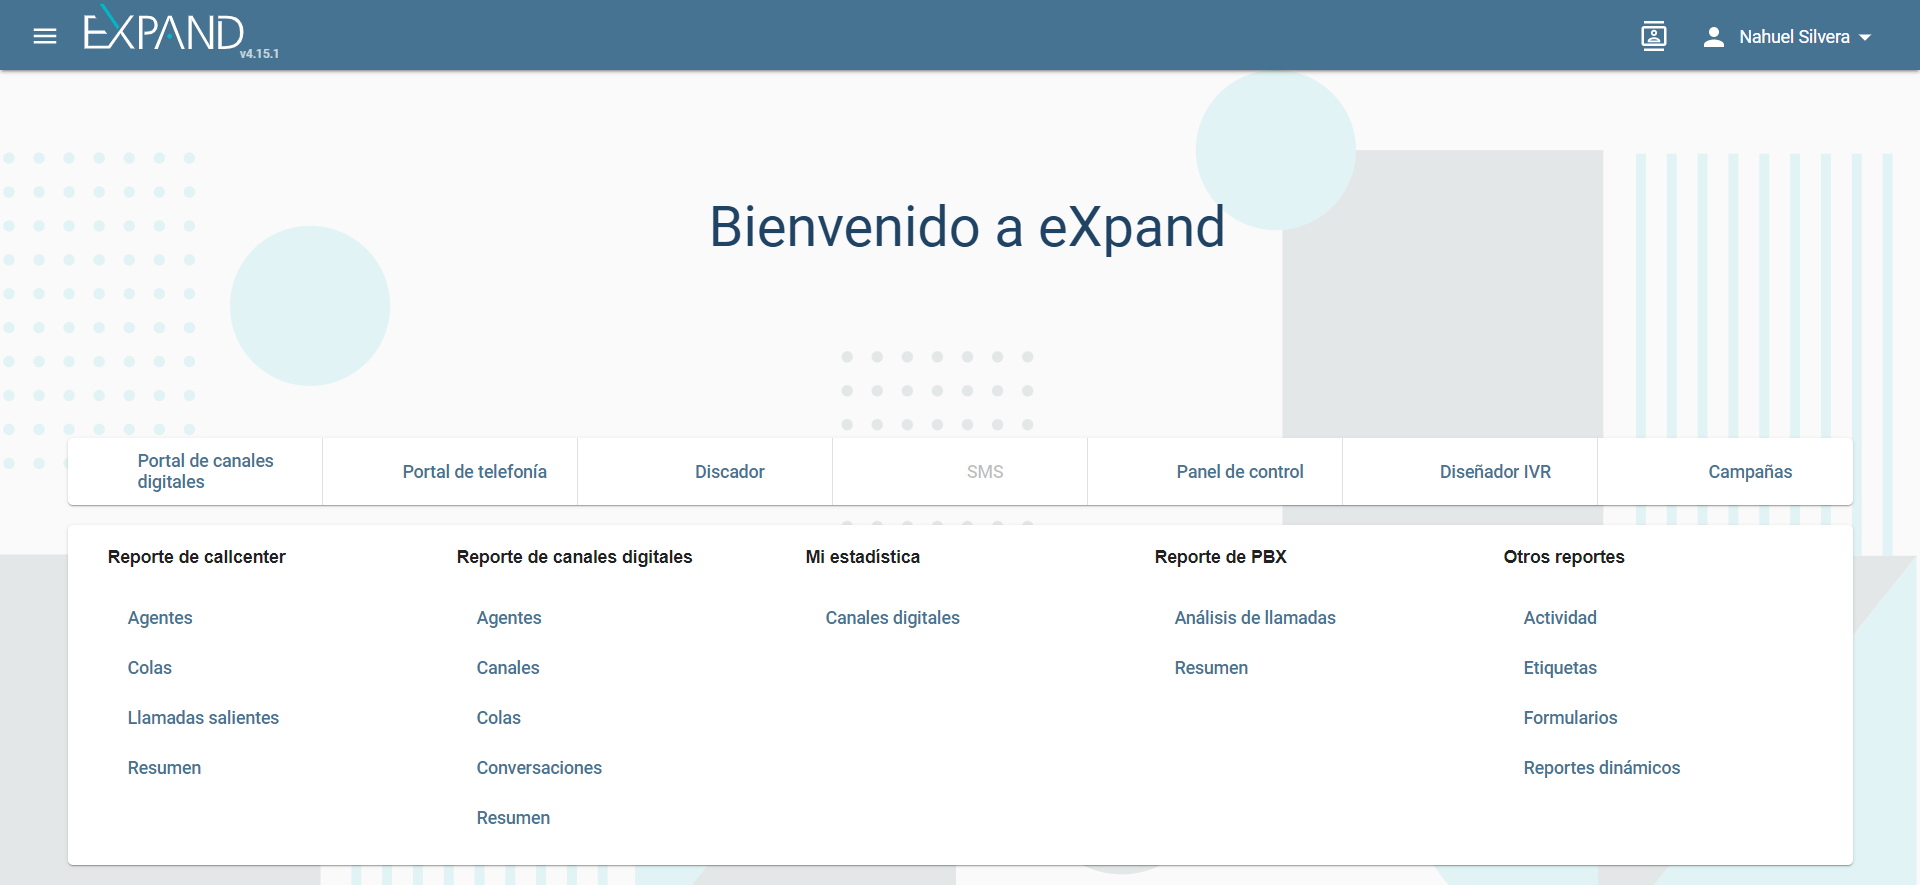 EXPAND
v4.15.1
Nahuel Silvera
Bienvenido a eXpand
Portal de canales
digitales
Portal de telefonía
Discador
SMS
Panel de control
Diseñador IVR
Campañas
Reporte de callcenter
Agentes
Colas
Llamadas salientes
Resumen
Reporte de canales digitales
Agentes
Canales
Colas
Conversaciones
Resumen
Mi estadística
Canales digitales
Reporte de PBX
Análisis de llamadas
Resumen
Otros reportes
Actividad
Etiquetas
Formularios
Reportes dinámicos